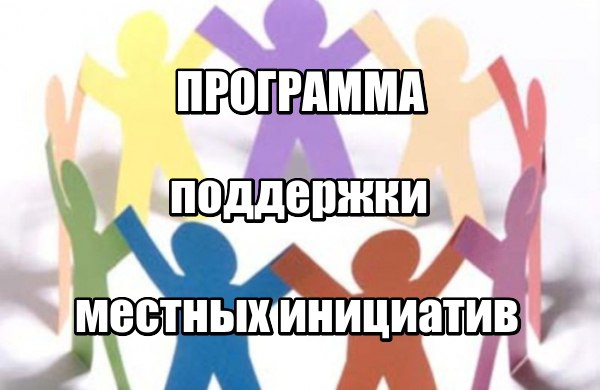 ПРОГРАММА
поддержки
местных инициатив